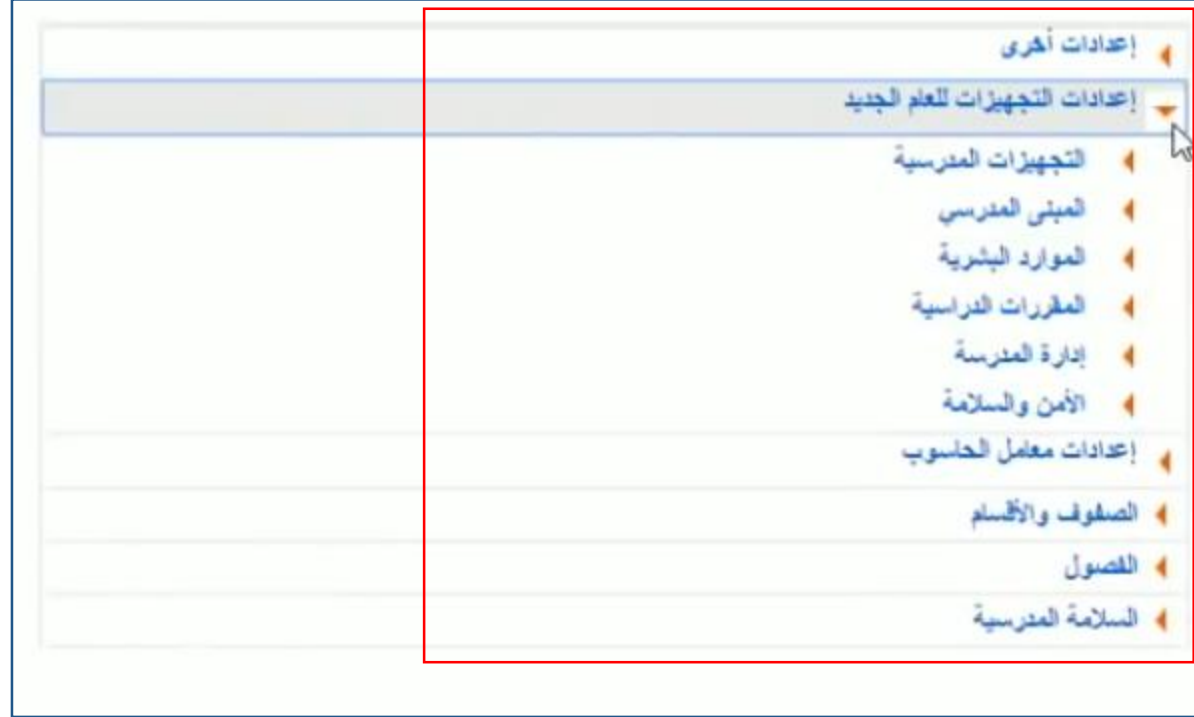 إعدادات أخرى
إعدادات التجهيزات للعام الجديد
التجهيزات المدرسية
المبنى المدرسي
الموارد البشرية
المقررات الدراسية
إدارة المدرسة
الأمن والسلامة
إعدادات معامل الحاسوب
الصفوف والأقسام
الفصول
السلامة المدرسية